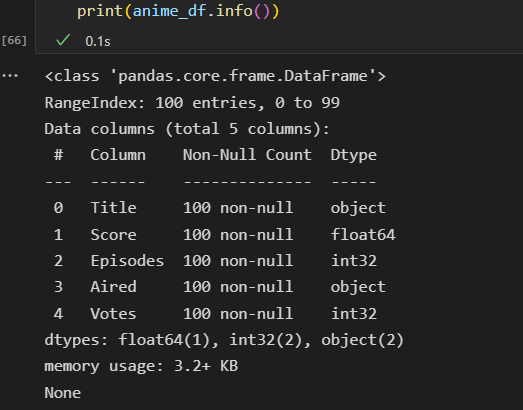 print(anime_df.info())
[66] ✓ 0.1s
... <class 'pandas.core.frame.DataFrame'>
RangeIndex: 100 entries, 0 to 99
Data columns (total 5 columns):
 #   Column    Non-Null Count  Dtype
---  ------    --------------  -----
 0   Title     100 non-null    object
 1   Score     100 non-null    float64
 2   Episodes  100 non-null    int32
 3   Aired     100 non-null    object
 4   Votes     100 non-null    int32
dtypes: float64(1), int32(2), object(2)
memory usage: 3.2+ KB
None